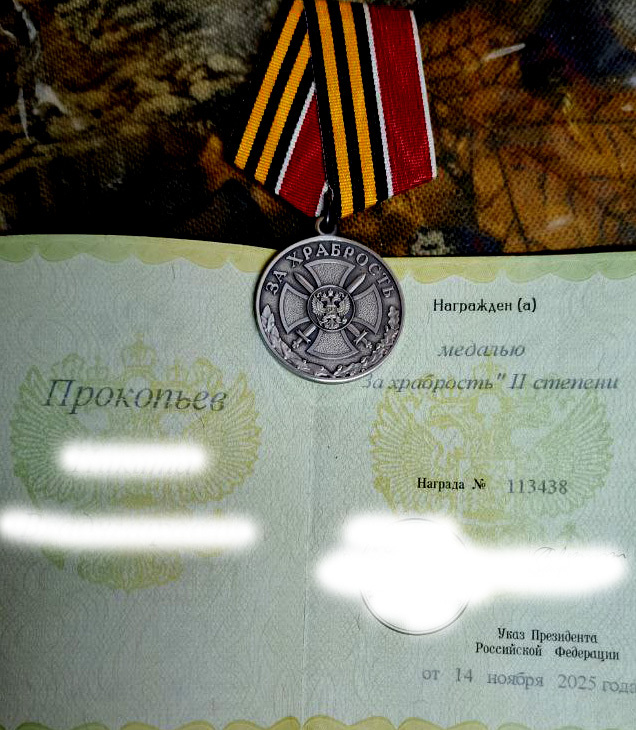 ЗА ХРАБРОСТЬ
Прокопьев
Награжден (а)
медалью
За храбрость" II степени
Награда № 113438
Указ Президента
Российской Федерации
от 14 ноября 2025 года